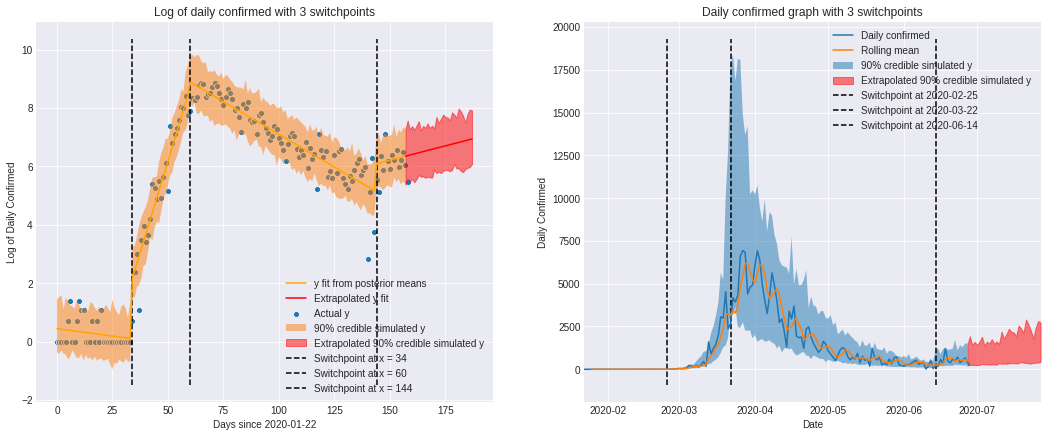 Log of daily confirmed with 3 switchpoints
Log of Daily Confirmed
10
8
6
4
2
0
−2
y fit from posterior means
Extrapolated y fit
Actual y
90% credible simulated y
Extrapolated 90% credible simulated y
Switchpoint at x = 34
Switchpoint at x = 60
Switchpoint at x = 144
0
25
50
75
100
125
150
175
Days since 2020-01-22
Daily confirmed graph with 3 switchpoints
Daily Confirmed
20000
17500
15000
12500
10000
7500
5000
2500
0
Daily confirmed
Rolling mean
90% credible simulated y
Extrapolated 90% credible simulated y
Switchpoint at 2020-02-25
Switchpoint at 2020-03-22
Switchpoint at 2020-06-14
2020-02
2020-03
2020-04
2020-05
2020-06
2020-07
Date